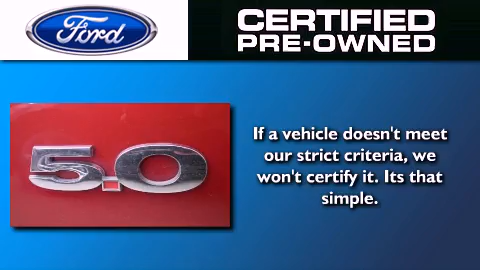 Ford
CERTIFIED
PRE-OWNED
5.0
If a vehicle doesn't meet
our strict criteria, we
won't certify it. Its that
simple.